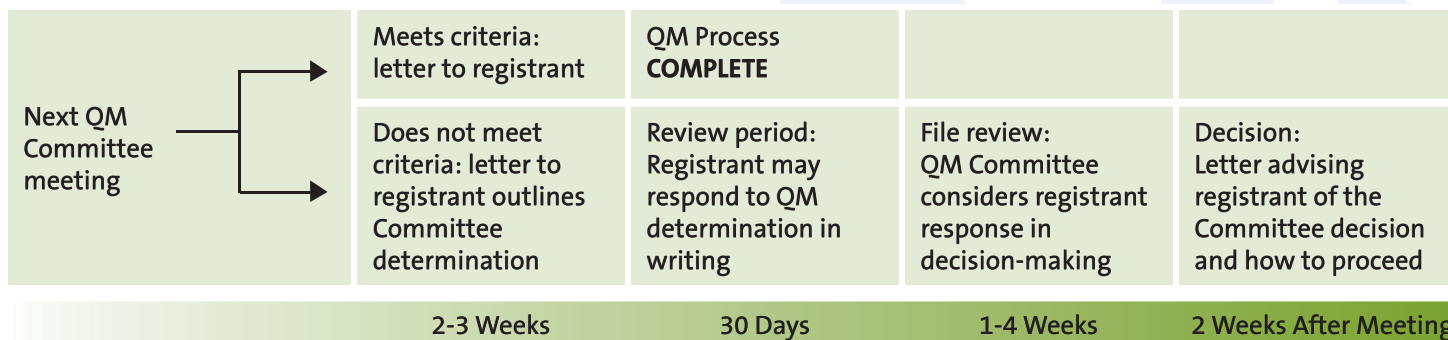 Next QM
Committee
meeting
Meets criteria:
letter to registrant
QM Process
COMPLETE
Does not meet
criteria: letter to
registrant outlines
Committee
determination
Review period:
Registrant may
respond to QM
determination in
writing
File review:
QM Committee
considers registrant
response in
decision-making
Decision:
Letter advising
registrant of the
Committee decision
and how to proceed
2-3 Weeks
30 Days
1-4 Weeks
2 Weeks After Meeting